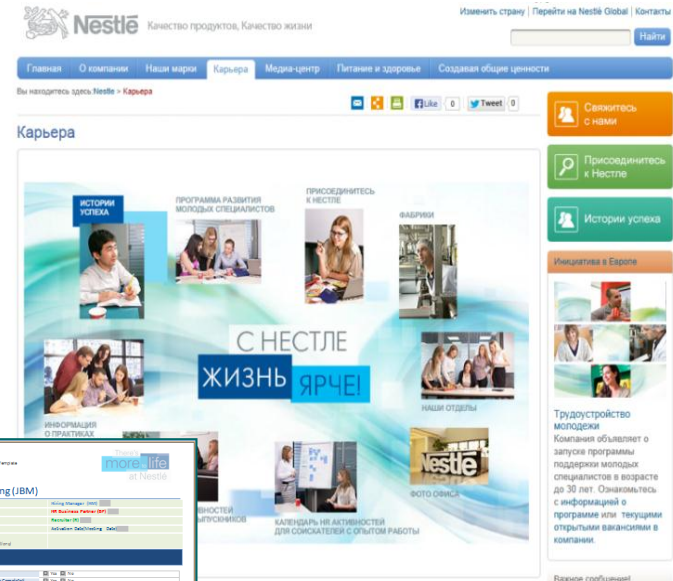 Изменить страну | Перейти на Nestlé Global | Контакты
Nestlé Качество продуктов, Качество жизни
Найти
Главная О компании Наши марки Карьера Медиа-центр Питание и здоровье Создавая общие ценности
Вы находитесь здесь:Nestle > Карьера
Like 0 Tweet 0
Карьера
Свяжитесь
с нами
Присоединитесь
к Нестле
Истории успеха
ИСТОРИИ
УСПЕХА
ПРОГРАММА РАЗВИТИЯ
МОЛОДЫХ СПЕЦИАЛИСТОВ
ПРИСОЕДИНИТЕСЬ
К НЕСТЛЕ
ФАБРИКИ
С НЕСТЛЕ
ЖИЗНЬ ЯРЧЕ!
НАШИ ОТДЕЛЫ
ИНФОРМАЦИЯ
О ПРАКТИКАХ
Nestlé
ФОТО ОФИСА
КАЛЕНДАРЬ HR АКТИВНОСТЕЙ
ДЛЯ СОИСКАТЕЛЕЙ С ОПЫТОМ РАБОТЫ
Инициатива в Европе
Трудоустройство
молодежи
Компания объявляет о
запуске программы
поддержки молодых
специалистов в возрасте
до 30 лет. Ознакомьтесь
с информацией о
программе или текущими
открытыми вакансиями в
компании.
Важное сообщение!
There's
more to life
at Nestlé
(JBM)
Hiring Manager (HM)
HR Business Partner (BP)
Recruiter (R)